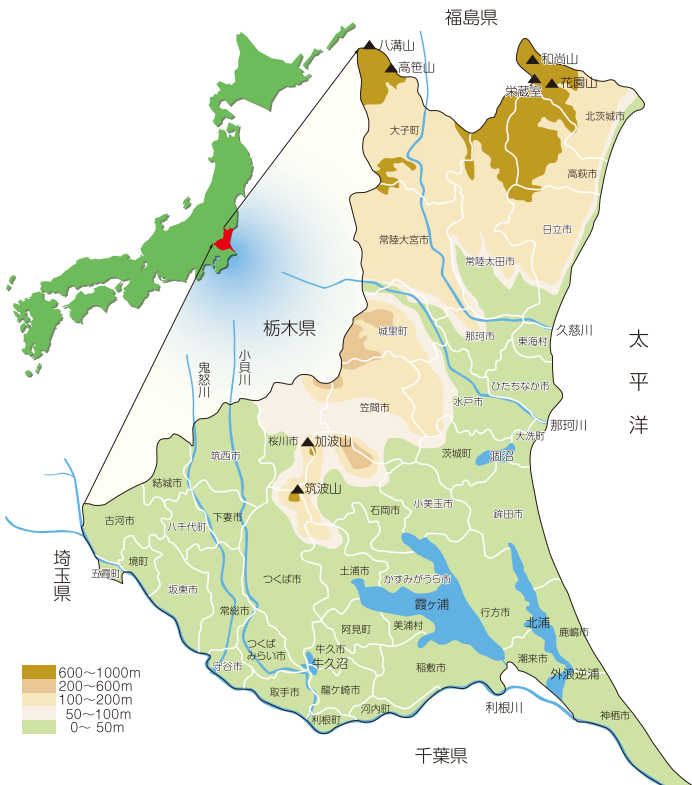 福島県
八溝山
高笹山
和尚山
栄蔵室
花園山
北茨城市
大子町
高萩市
日立市
常陸大宮市
常陸太田市
栃木県
城里町
那珂市
東海村
久慈川
太平洋
小貝川
鬼怒川
ひたちなか市
水戸市
笠間市
那珂川
大洗町
桜川市
加波山
筑西市
茨城町
涸沼
結城市
筑波山
石岡市
小美玉市
鉾田市
古河市
八千代町
下妻市
埼玉県
五霞町
境町
坂東市
つくば市
土浦市
かすみがうら市
常総市
霞ヶ浦
行方市
北浦
鹿嶋市
阿見町
美浦村
つくば
みらい市
牛久市
牛久沼
守谷市
稲敷市
潮来市
外浪逆浦
取手市
龍ケ崎市
利根町
河内町
利根川
神栖市
千葉県
600〜1000m
200〜600m
100〜200m
50〜100m
0〜 50m